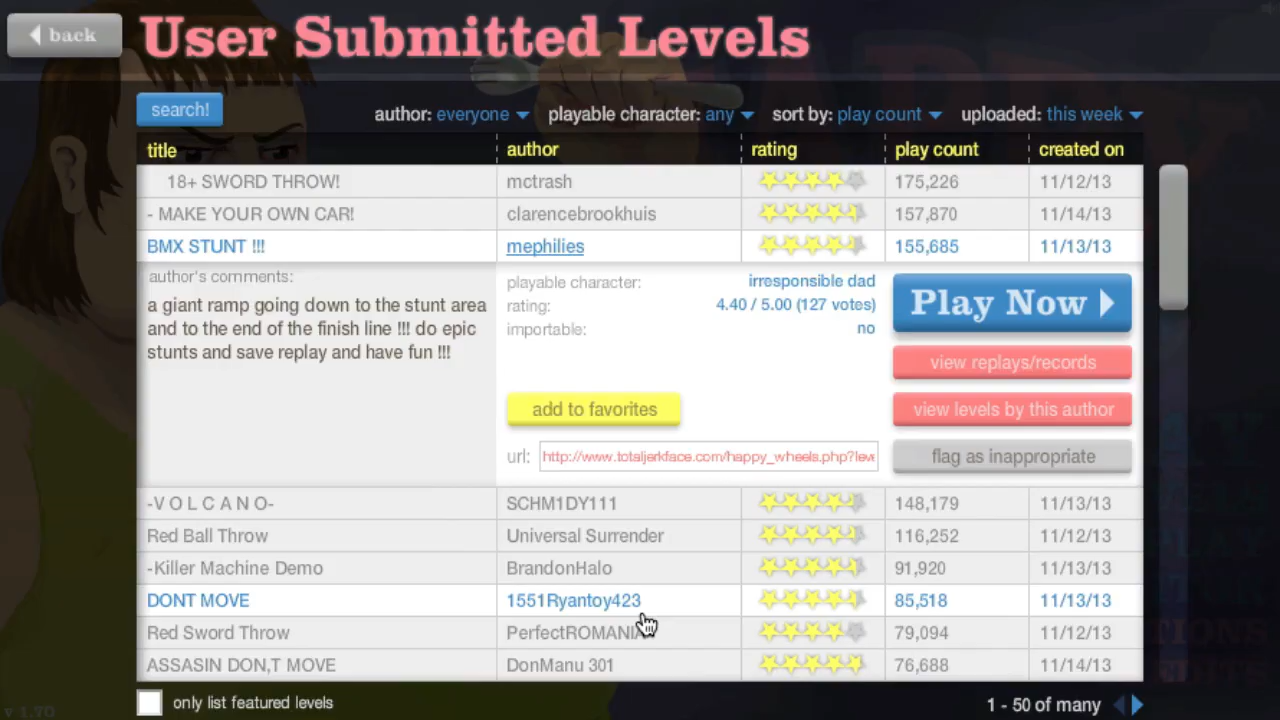 back
User Submitted Levels
search!
author: everyone playable character: any sort by: play count uploaded: this week
title author rating play count created on
18+ SWORD THROW! mctrash 175,226 11/12/13
- MAKE YOUR OWN CAR! clarencebrookhuis 157,870 11/14/13
BMX STUNT !!! mephilies 155,685 11/13/13
author's comments:
a giant ramp going down to the stunt area
and to the end of the finish line !!! do epic
stunts and save replay and have fun !!!
playable character: irresponsible dad
rating: 4.40 / 5.00 (127 votes)
importable: no
add to favorites
url: http://www.totaljerkface.com/happy_wheels.php?leve
Play Now
view replays/records
view levels by this author
flag as inappropriate
-V O L C A N O- SCHM1DY111 148,179 11/13/13
Red Ball Throw Universal Surrender 116,252 11/12/13
-Killer Machine Demo BrandonHalo 91,920 11/13/13
DONT MOVE 1551Ryantoy423 85,518 11/13/13
Red Sword Throw PerfectROMANIA 79,094 11/12/13
ASSASIN DON,T MOVE DonManu 301 76,688 11/14/13
only list featured levels
1 - 50 of many
v 1.70